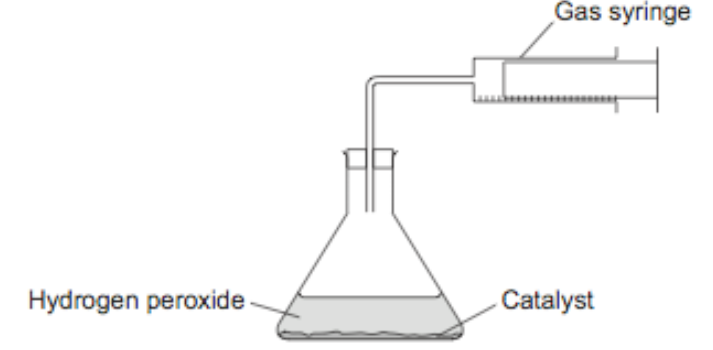 Gas syringe
Hydrogen peroxide
Catalyst